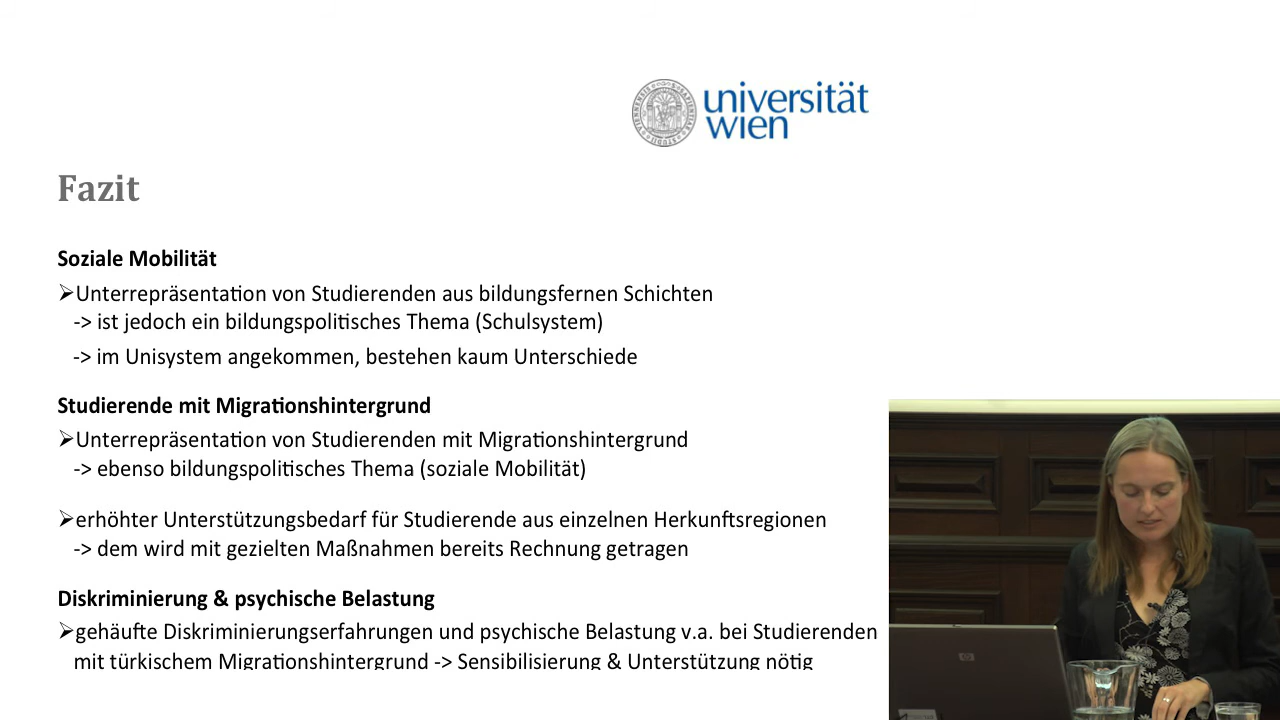 universität
wien
Fazit
Soziale Mobilität
➢Unterrepräsentation von Studierenden aus bildungsfernen Schichten
-> ist jedoch ein bildungspolitisches Thema (Schulsystem)
-> im Unisystem angekommen, bestehen kaum Unterschiede
Studierende mit Migrationshintergrund
➢Unterrepräsentation von Studierenden mit Migrationshintergrund
-> ebenso bildungspolitisches Thema (soziale Mobilität)
➢erhöhter Unterstützungsbedarf für Studierende aus einzelnen Herkunftsregionen
-> dem wird mit gezielten Maßnahmen bereits Rechnung getragen
Diskriminierung & psychische Belastung
➢gehäufte Diskriminierungserfahrungen und psychische Belastung v.a. bei Studierenden
mit türkischem Migrationshintergrund -> Sensibilisierung & Unterstützung nötig
hp